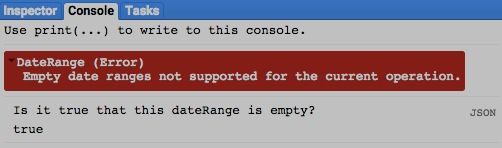 Inspector Console Tasks
Use print(...) to write to this console.
DateRange (Error)
Empty date ranges not supported for the current operation.
Is it true that this dateRange is empty? JSON
true